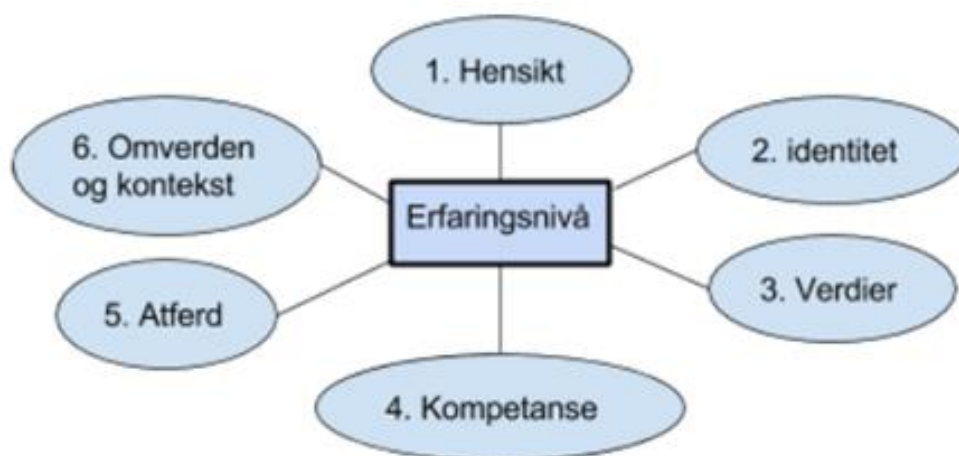 1. Hensikt
2. identitet
3. Verdier
4. Kompetanse
5. Atferd
6. Omverden
og kontekst
Erfaringsnivå